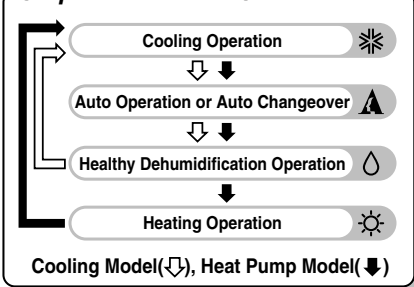 Cooling Operation
Auto Operation or Auto Changeover
Healthy Dehumidification Operation
Heating Operation
Cooling Model(⇩), Heat Pump Model(⬇)